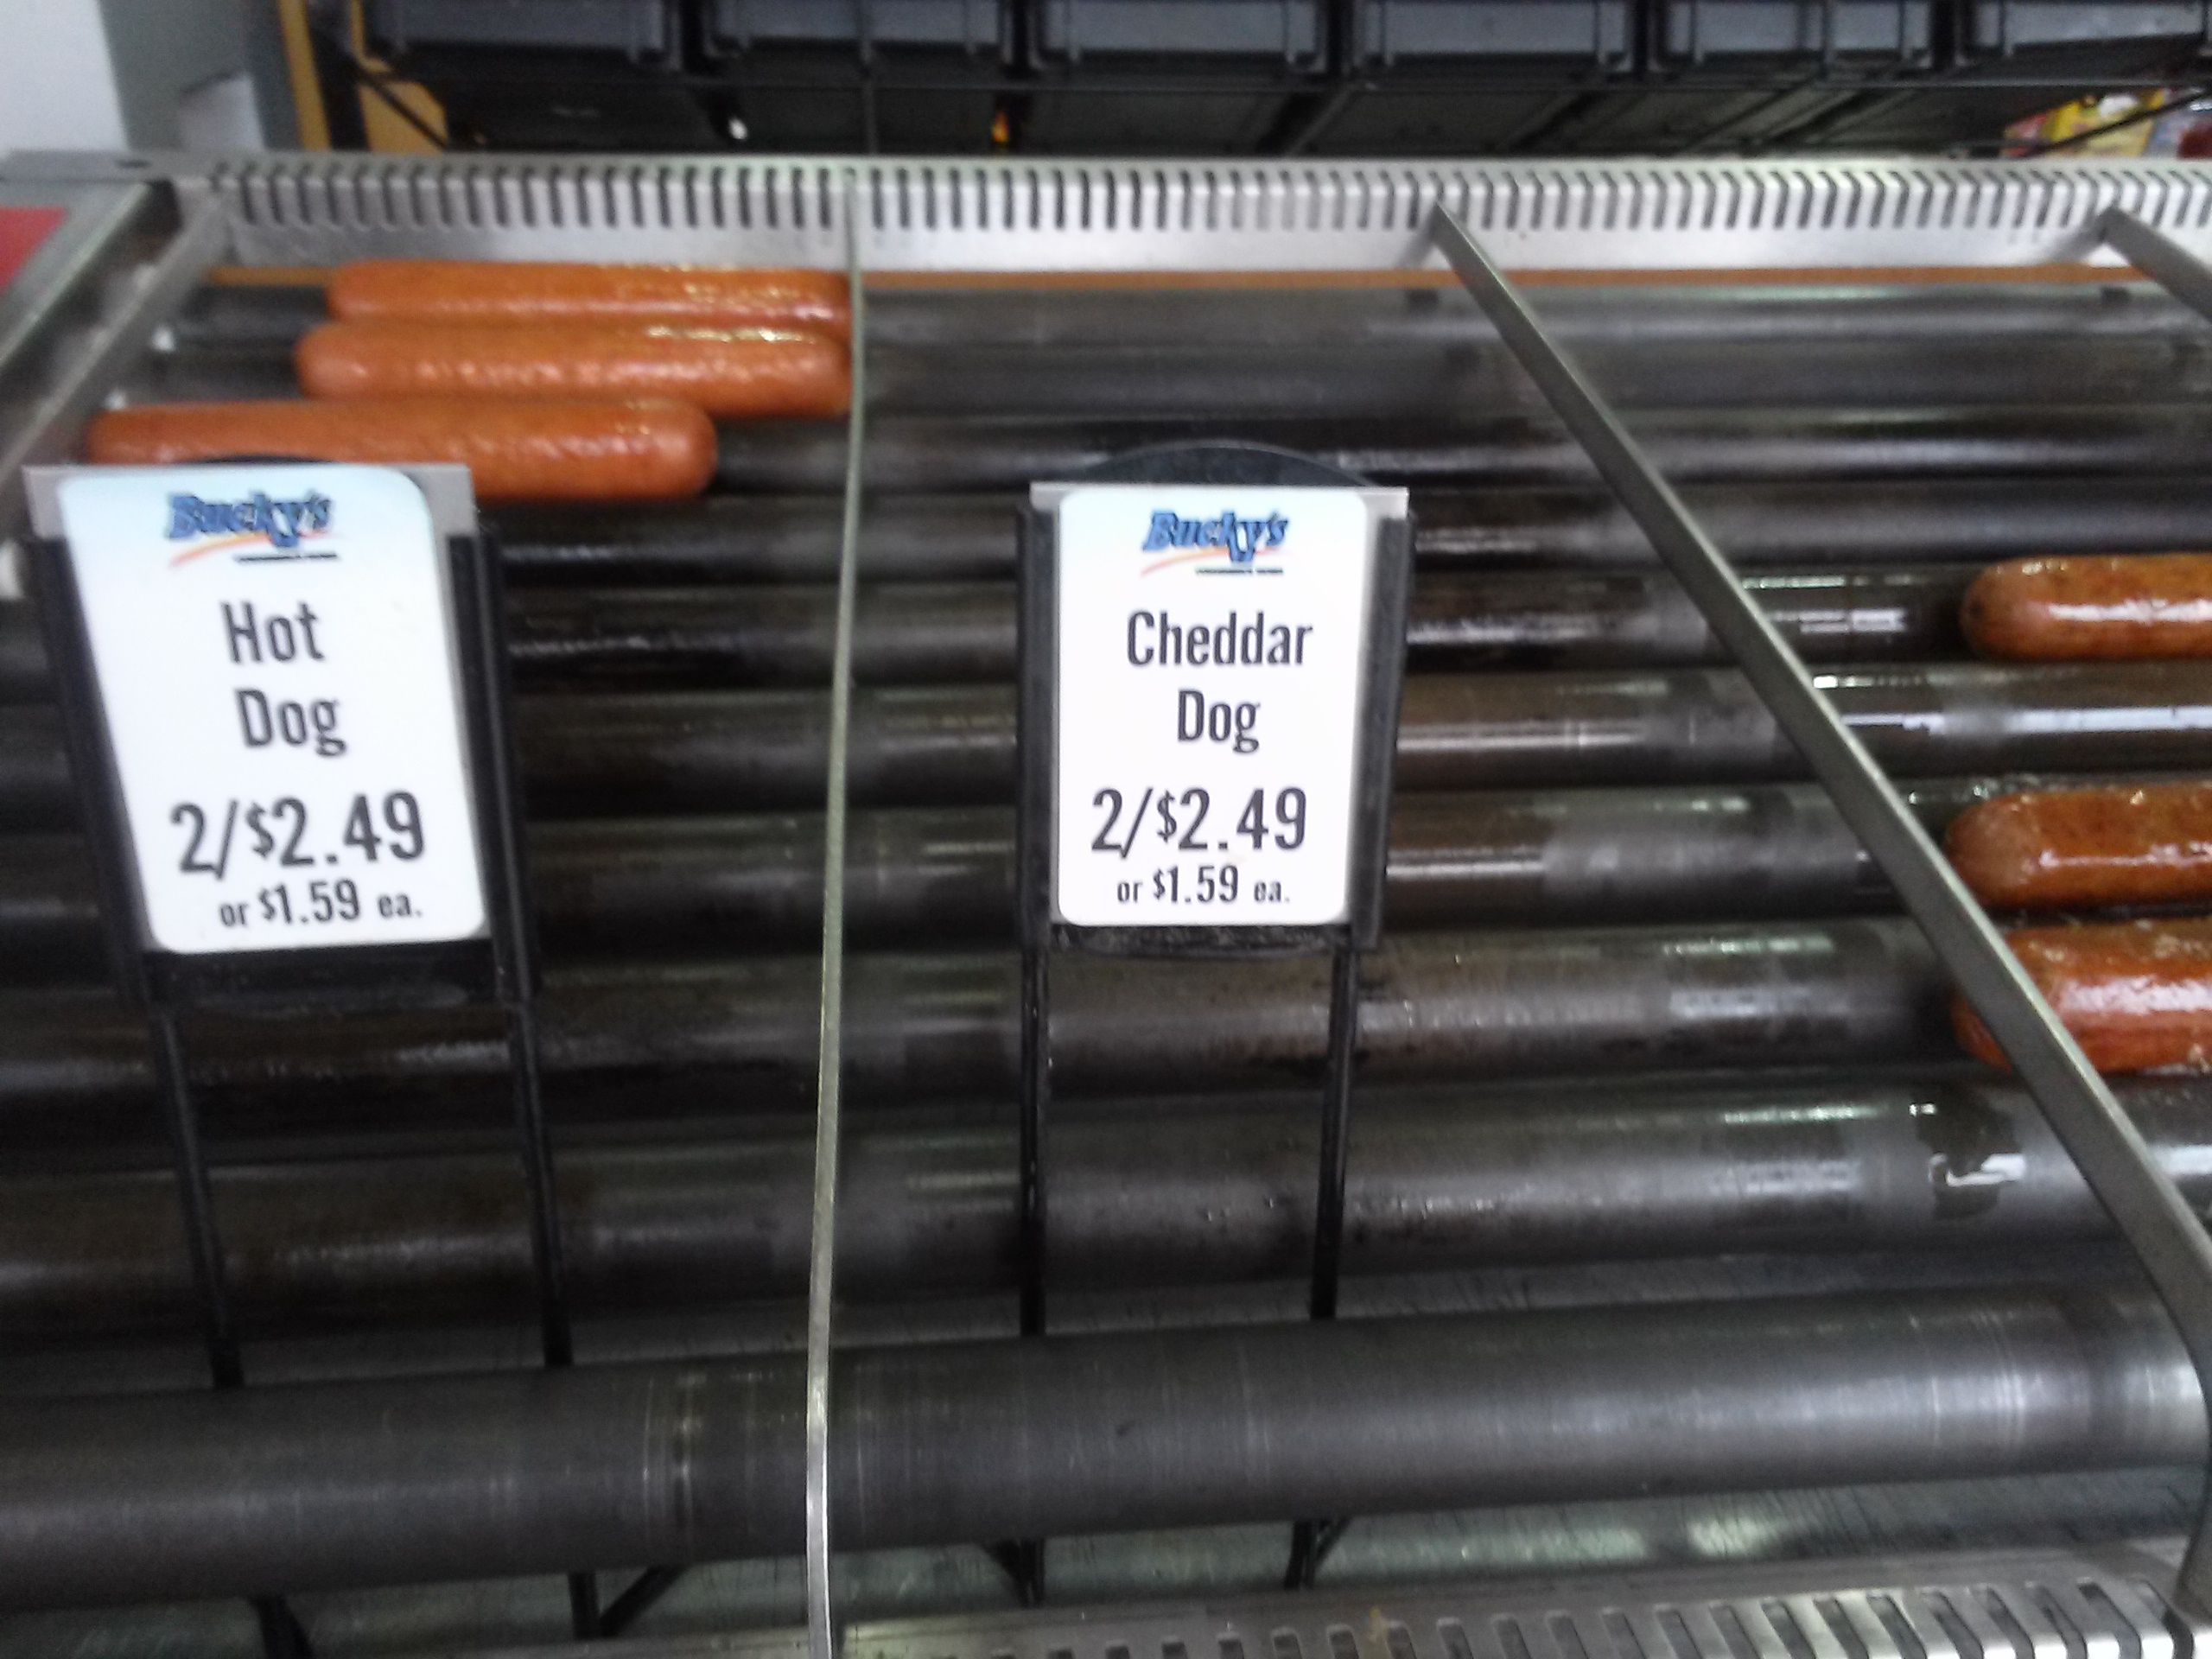 Bucky's
Hot
Dog
2/$2.49
or $1.59 ea.
Bucky's
Cheddar
Dog
2/$2.49
or $1.59 ea.